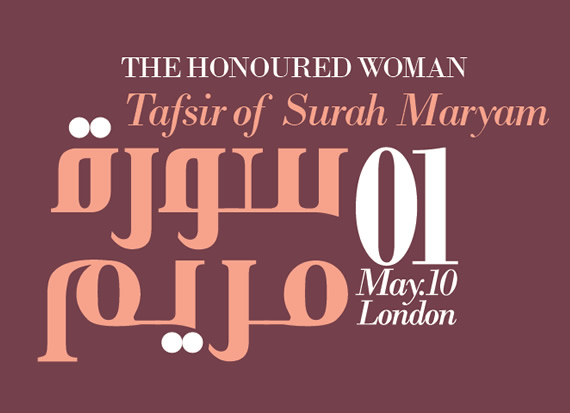 THE HONOURED WOMAN
Tafsir of Surah Maryam
سورة
مريم
01
May.10
London